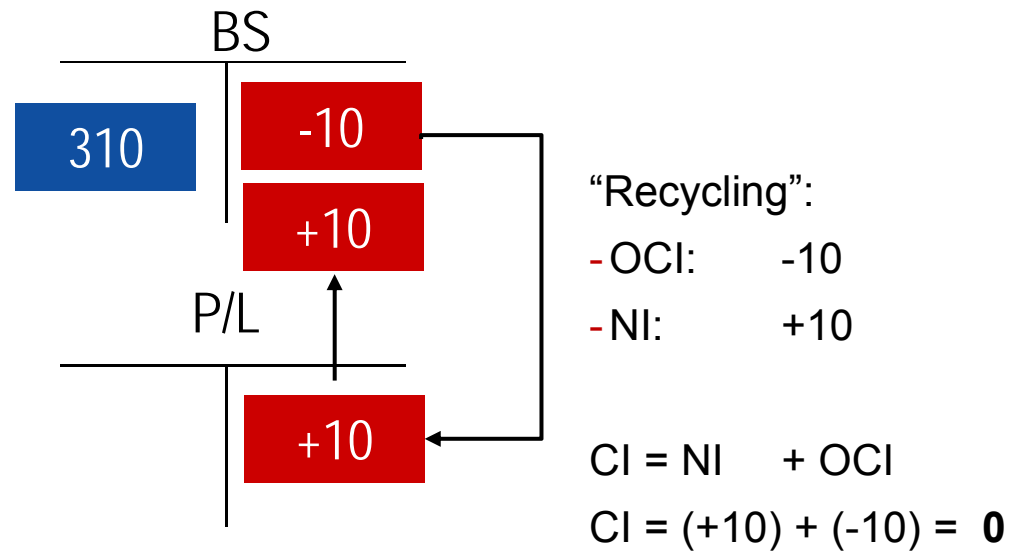 BS
310
-10
+10
P/L
+10
“Recycling”:
- OCI: -10
- NI: +10
CI = NI + OCI
CI = (+10) + (-10) = 0